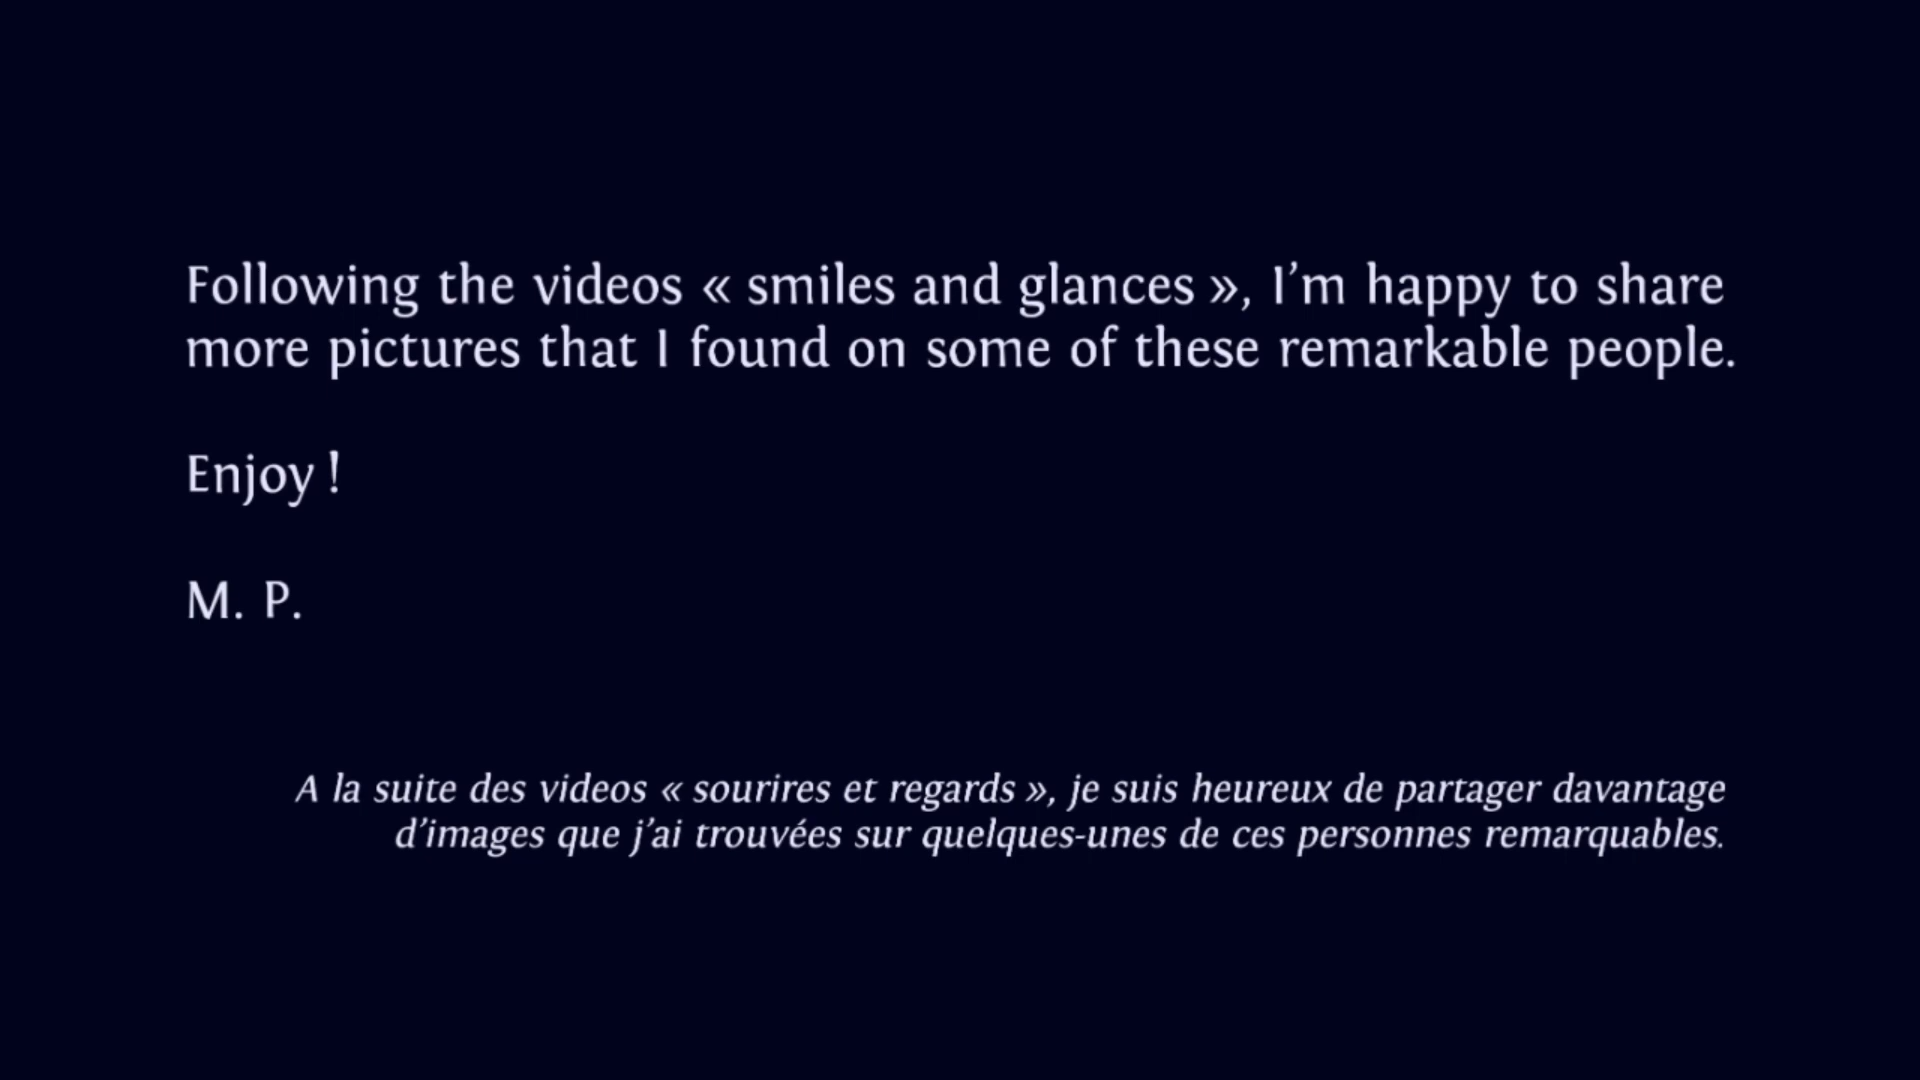 Following the videos « smiles and glances », I’m happy to share
more pictures that I found on some of these remarkable people.
Enjoy !
M. P.
A la suite des videos « sourires et regards », je suis heureux de partager davantage
d’images que j’ai trouvées sur quelques-unes de ces personnes remarquables.